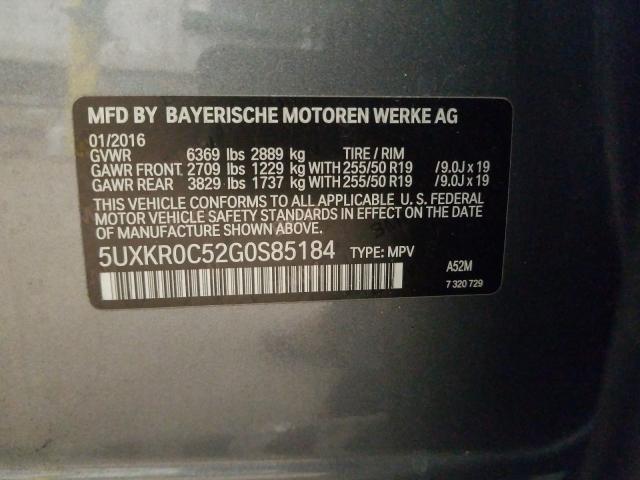 MFD BY BAYERISCHE MOTOREN WERKE AG
01/2016
GVWR 6369 lbs 2889 kg TIRE / RIM
GAWR FRONT 2709 lbs 1229 kg WITH 255/50 R19 /9.0J x 19
GAWR REAR 3829 lbs 1737 kg WITH 255/50 R19 /9.0J x 19
THIS VEHICLE CONFORMS TO ALL APPLICABLE U. S. FEDERAL
MOTOR VEHICLE SAFETY STANDARDS IN EFFECT ON THE DATE
OF MANUFACTURE SHOWN ABOVE.
5UXKR0C52G0S85184 TYPE: MPV
A52M
7 320 729